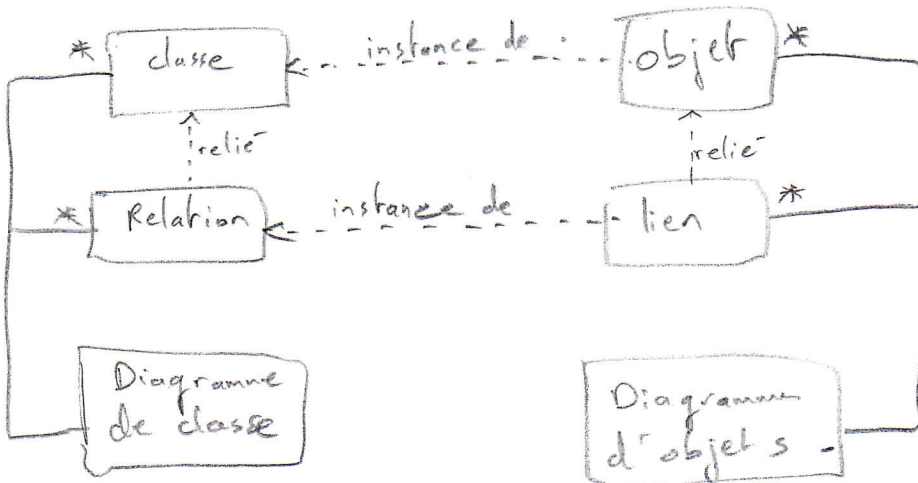 * classe instance de objet *
relié relié
* Relation instance de lien *
Diagramme
de classe
Diagramme
d'objets